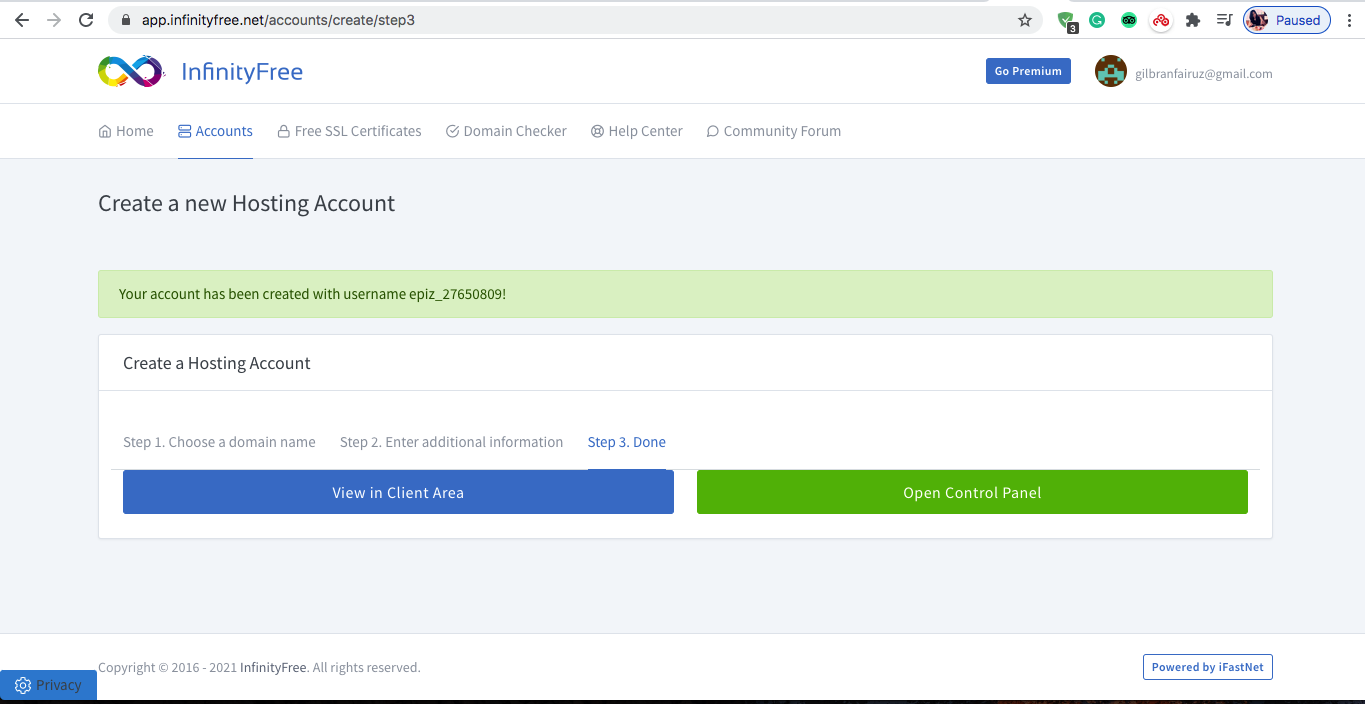 app.infinityfree.net/accounts/create/step3
3
Paused
InfinityFree
Go Premium
gilbranfairuz@gmail.com
Home
Accounts
Free SSL Certificates
Domain Checker
Help Center
Community Forum
Create a new Hosting Account
Your account has been created with username epiz_27650809!
Create a Hosting Account
Step 1. Choose a domain name
Step 2. Enter additional information
Step 3. Done
View in Client Area
Open Control Panel
Copyright © 2016 - 2021 InfinityFree. All rights reserved.
Powered by iFastNet
Privacy